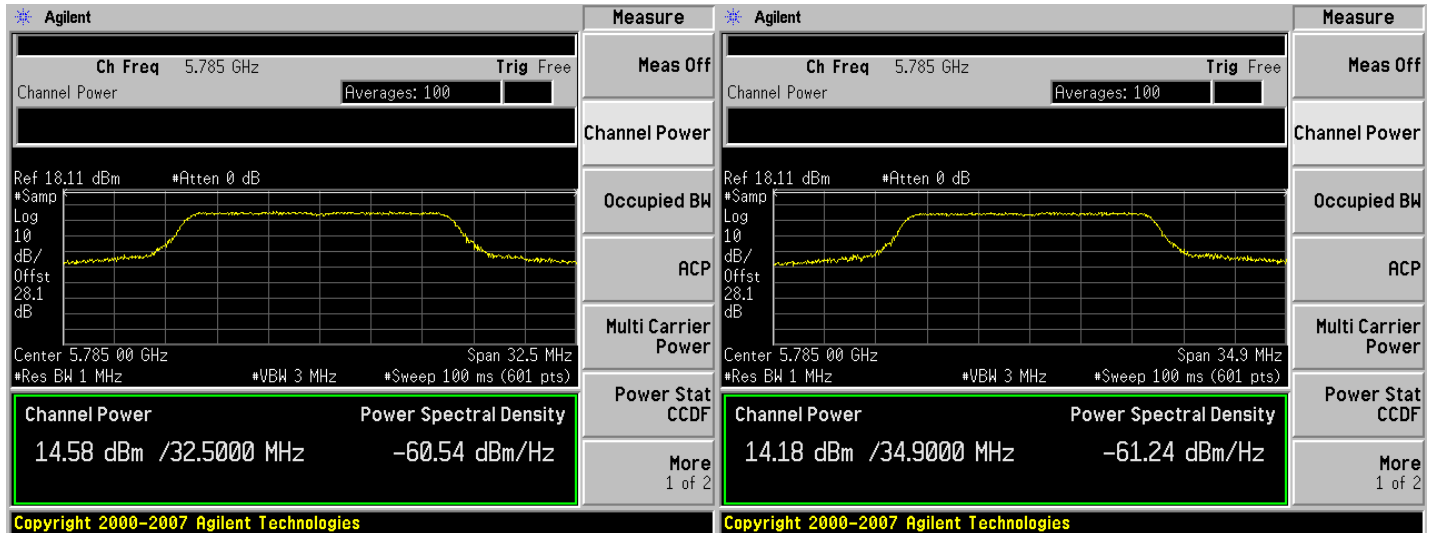 Agilent
Measure
Ch Freq 5.785 GHz Trig Free
Channel Power Averages: 100
Ref 18.11 dBm #Atten 0 dB
#Samp
Log
10
dB/
Offst
28.1
dB
Center 5.785 00 GHz Span 32.5 MHz
#Res BW 1 MHz #VBW 3 MHz #Sweep 100 ms (601 pts)
Channel Power Power Spectral Density
14.58 dBm /32.5000 MHz -60.54 dBm/Hz
Meas Off
Channel Power
Occupied BW
ACP
Multi Carrier
Power
Power Stat
CCDF
More
1 of 2
Copyright 2000-2007 Agilent Technologies
Agilent
Measure
Ch Freq 5.785 GHz Trig Free
Channel Power Averages: 100
Ref 18.11 dBm #Atten 0 dB
#Samp
Log
10
dB/
Offst
28.1
dB
Center 5.785 00 GHz Span 34.9 MHz
#Res BW 1 MHz #VBW 3 MHz #Sweep 100 ms (601 pts)
Channel Power Power Spectral Density
14.18 dBm /34.9000 MHz -61.24 dBm/Hz
Meas Off
Channel Power
Occupied BW
ACP
Multi Carrier
Power
Power Stat
CCDF
More
1 of 2
Copyright 2000-2007 Agilent Technologies